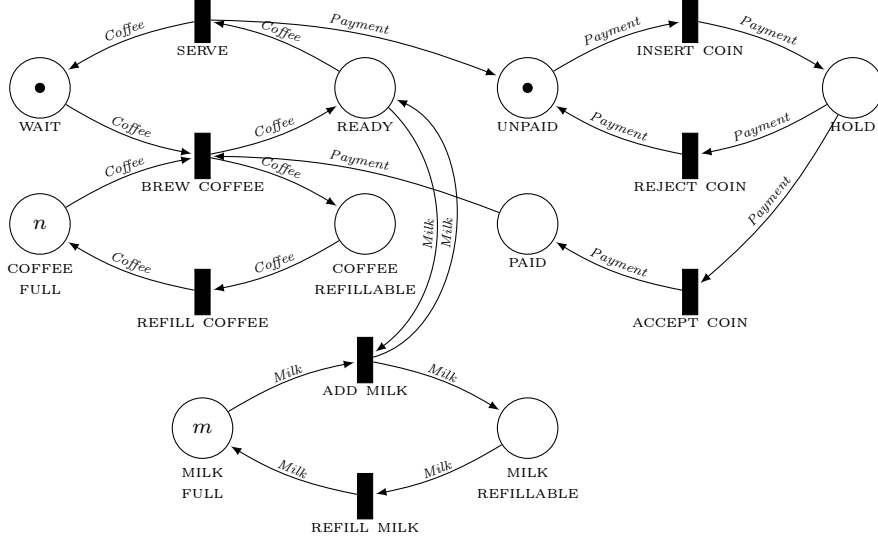 Coffee
Payment
SERVE
Coffee
Payment
INSERT COIN
Payment
WAIT
READY
UNPAID
HOLD
Coffee
Coffee
Payment
Payment
Coffee
BREW COFFEE
Coffee
Payment
REJECT COIN
Payment
n
COFFEE
FULL
Coffee
REFILL COFFEE
Coffee
COFFEE
REFILLABLE
Milk
Milk
PAID
Payment
ACCEPT COIN
Milk
ADD MILK
Milk
m
MILK
FULL
Milk
REFILL MILK
Milk
MILK
REFILLABLE